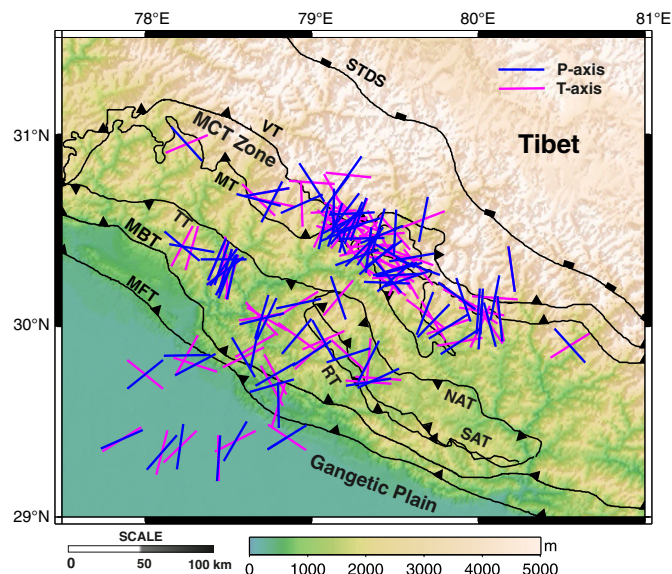 78°E 79°E 80°E 81°E
STDS
P-axis
T-axis
31°N
VT
MCT Zone
Tibet
MT
TT
MBT
MFT
30°N
RT
NAT
SAT
Gangetic Plain
29°N
SCALE
0 50 100 km
m
0 1000 2000 3000 4000 5000